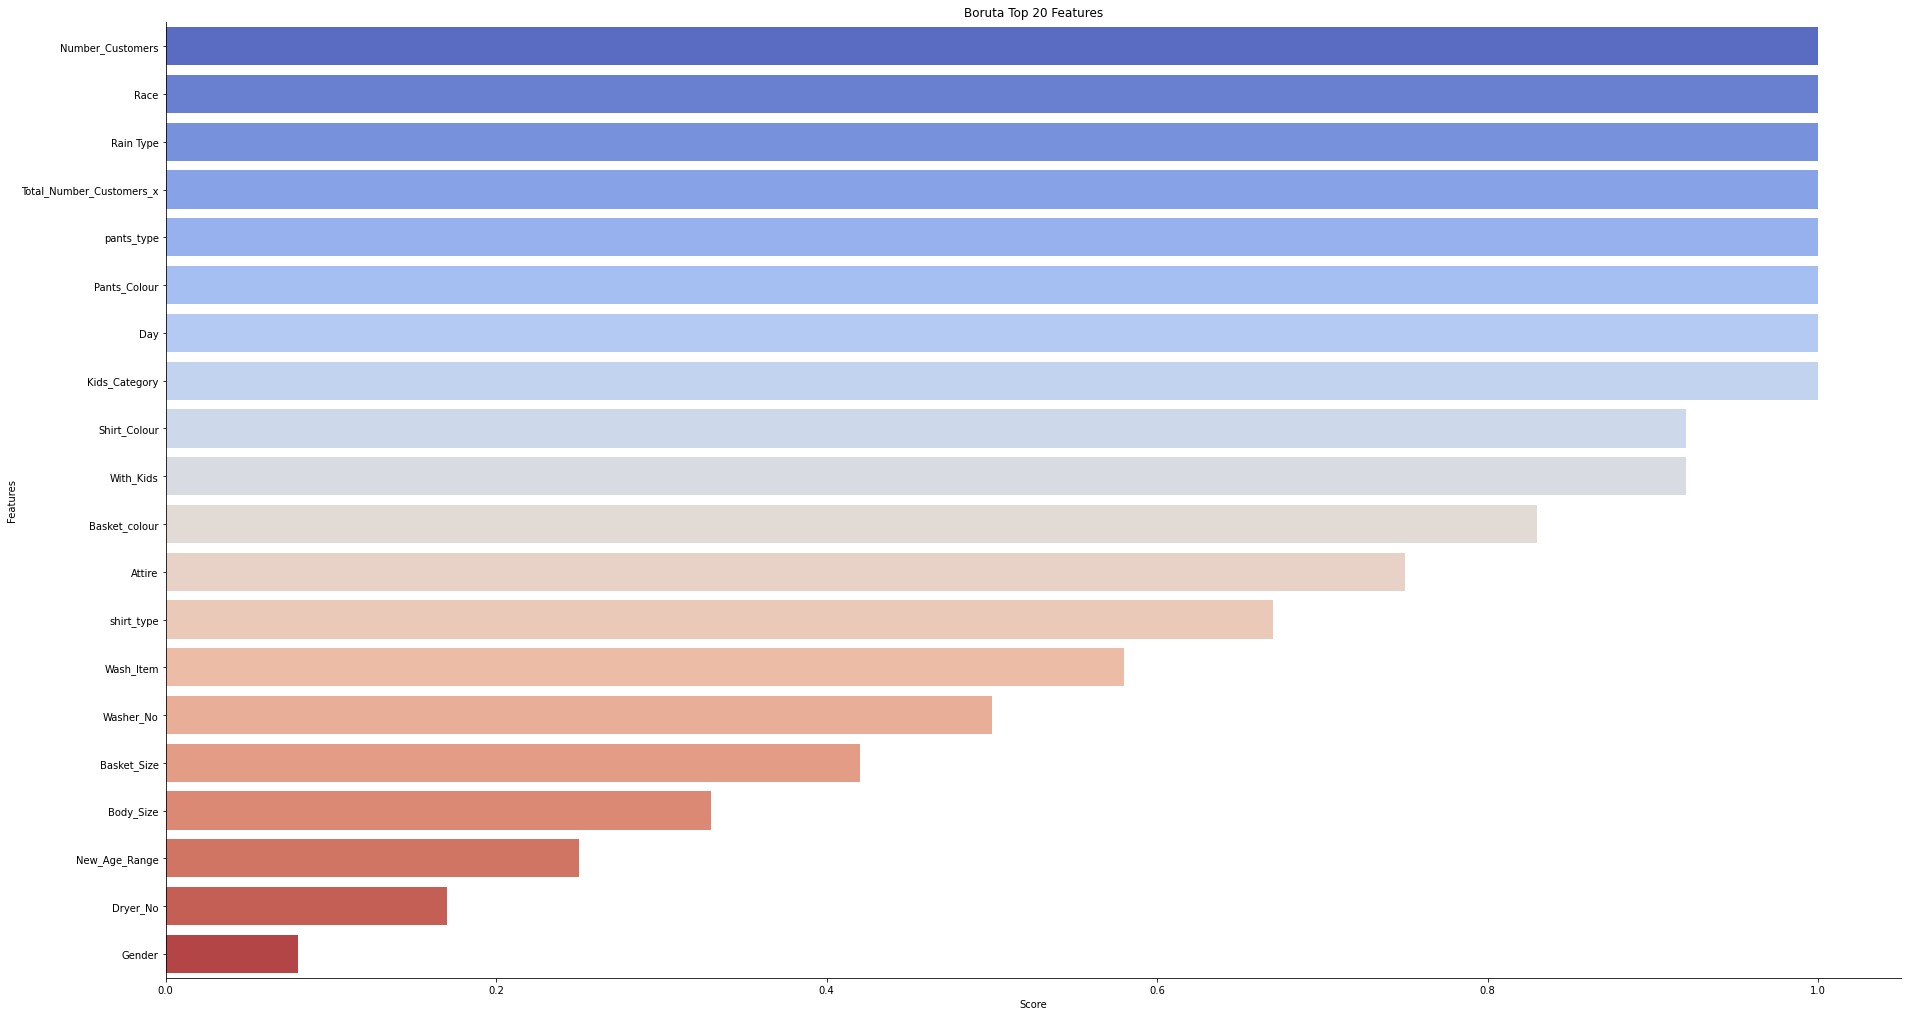 Boruta Top 20 Features
Number_Customers
Race
Rain Type
Total_Number_Customers_x
pants_type
Pants_Colour
Day
Kids_Category
Shirt_Colour
With_Kids
Basket_colour
Attire
shirt_type
Wash_Item
Washer_No
Basket_Size
Body_Size
New_Age_Range
Dryer_No
Gender
Features
0.0 0.2 0.4 0.6 0.8 1.0
Score